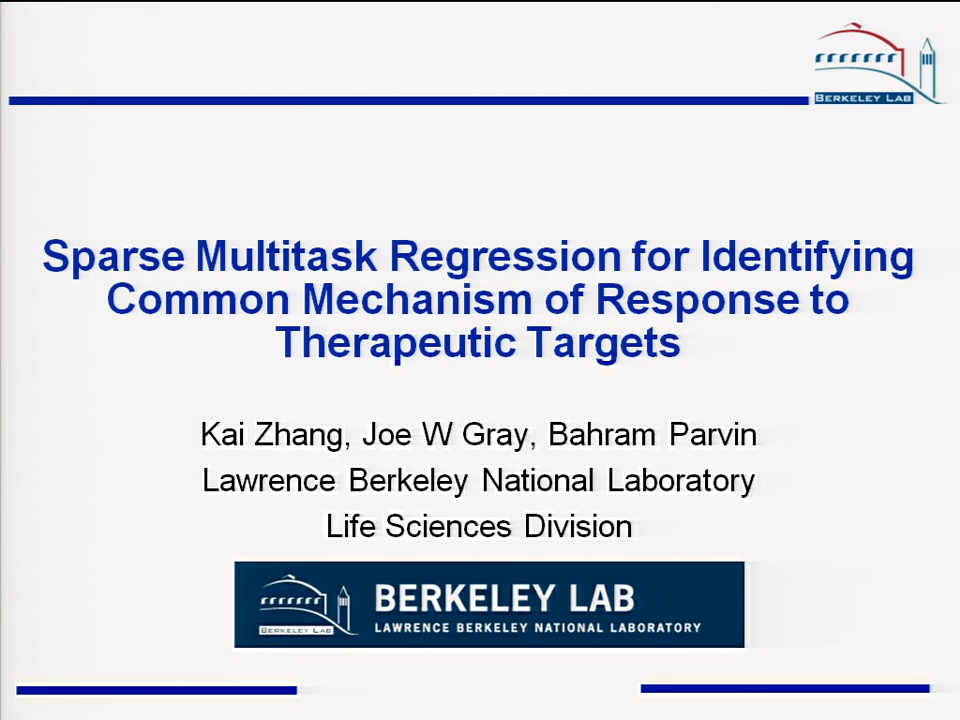 BERKELEY LAB
Sparse Multitask Regression for Identifying
Common Mechanism of Response to
Therapeutic Targets
Kai Zhang, Joe W Gray, Bahram Parvin
Lawrence Berkeley National Laboratory
Life Sciences Division
BERKELEY LAB
BERKELEY LAB
LAWRENCE BERKELEY NATIONAL LABORATORY